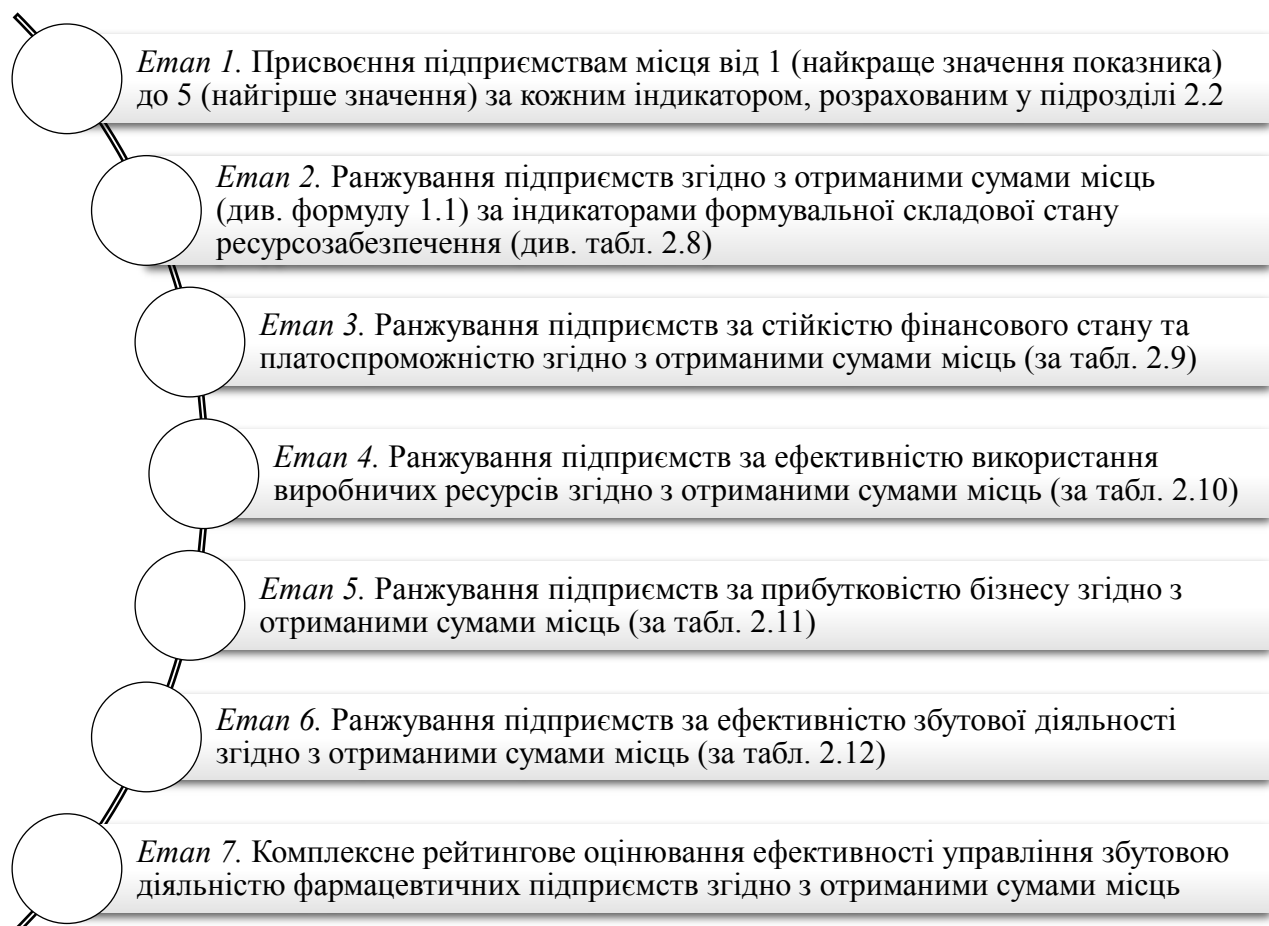 Етап 1. Присвоєння підприємствам місця від 1 (найкраще значення показника)
до 5 (найгірше значення) за кожним індикатором, розрахованим у підрозділі 2.2
Етап 2. Ранжування підприємств згідно з отриманими сумами місць
(див. формулу 1.1) за індикаторами формувальної складової стану
ресурсозабезпечення (див. табл. 2.8)
Етап 3. Ранжування підприємств за стійкістю фінансового стану та
платоспроможністю згідно з отриманими сумами місць (за табл. 2.9)
Етап 4. Ранжування підприємств за ефективністю використання
виробничих ресурсів згідно з отриманими сумами місць (за табл. 2.10)
Етап 5. Ранжування підприємств за прибутковістю бізнесу згідно з
отриманими сумами місць (за табл. 2.11)
Етап 6. Ранжування підприємств за ефективністю збутової діяльності
згідно з отриманими сумами місць (за табл. 2.12)
Етап 7. Комплексне рейтингове оцінювання ефективності управління збутовою
діяльністю фармацевтичних підприємств згідно з отриманими сумами місць